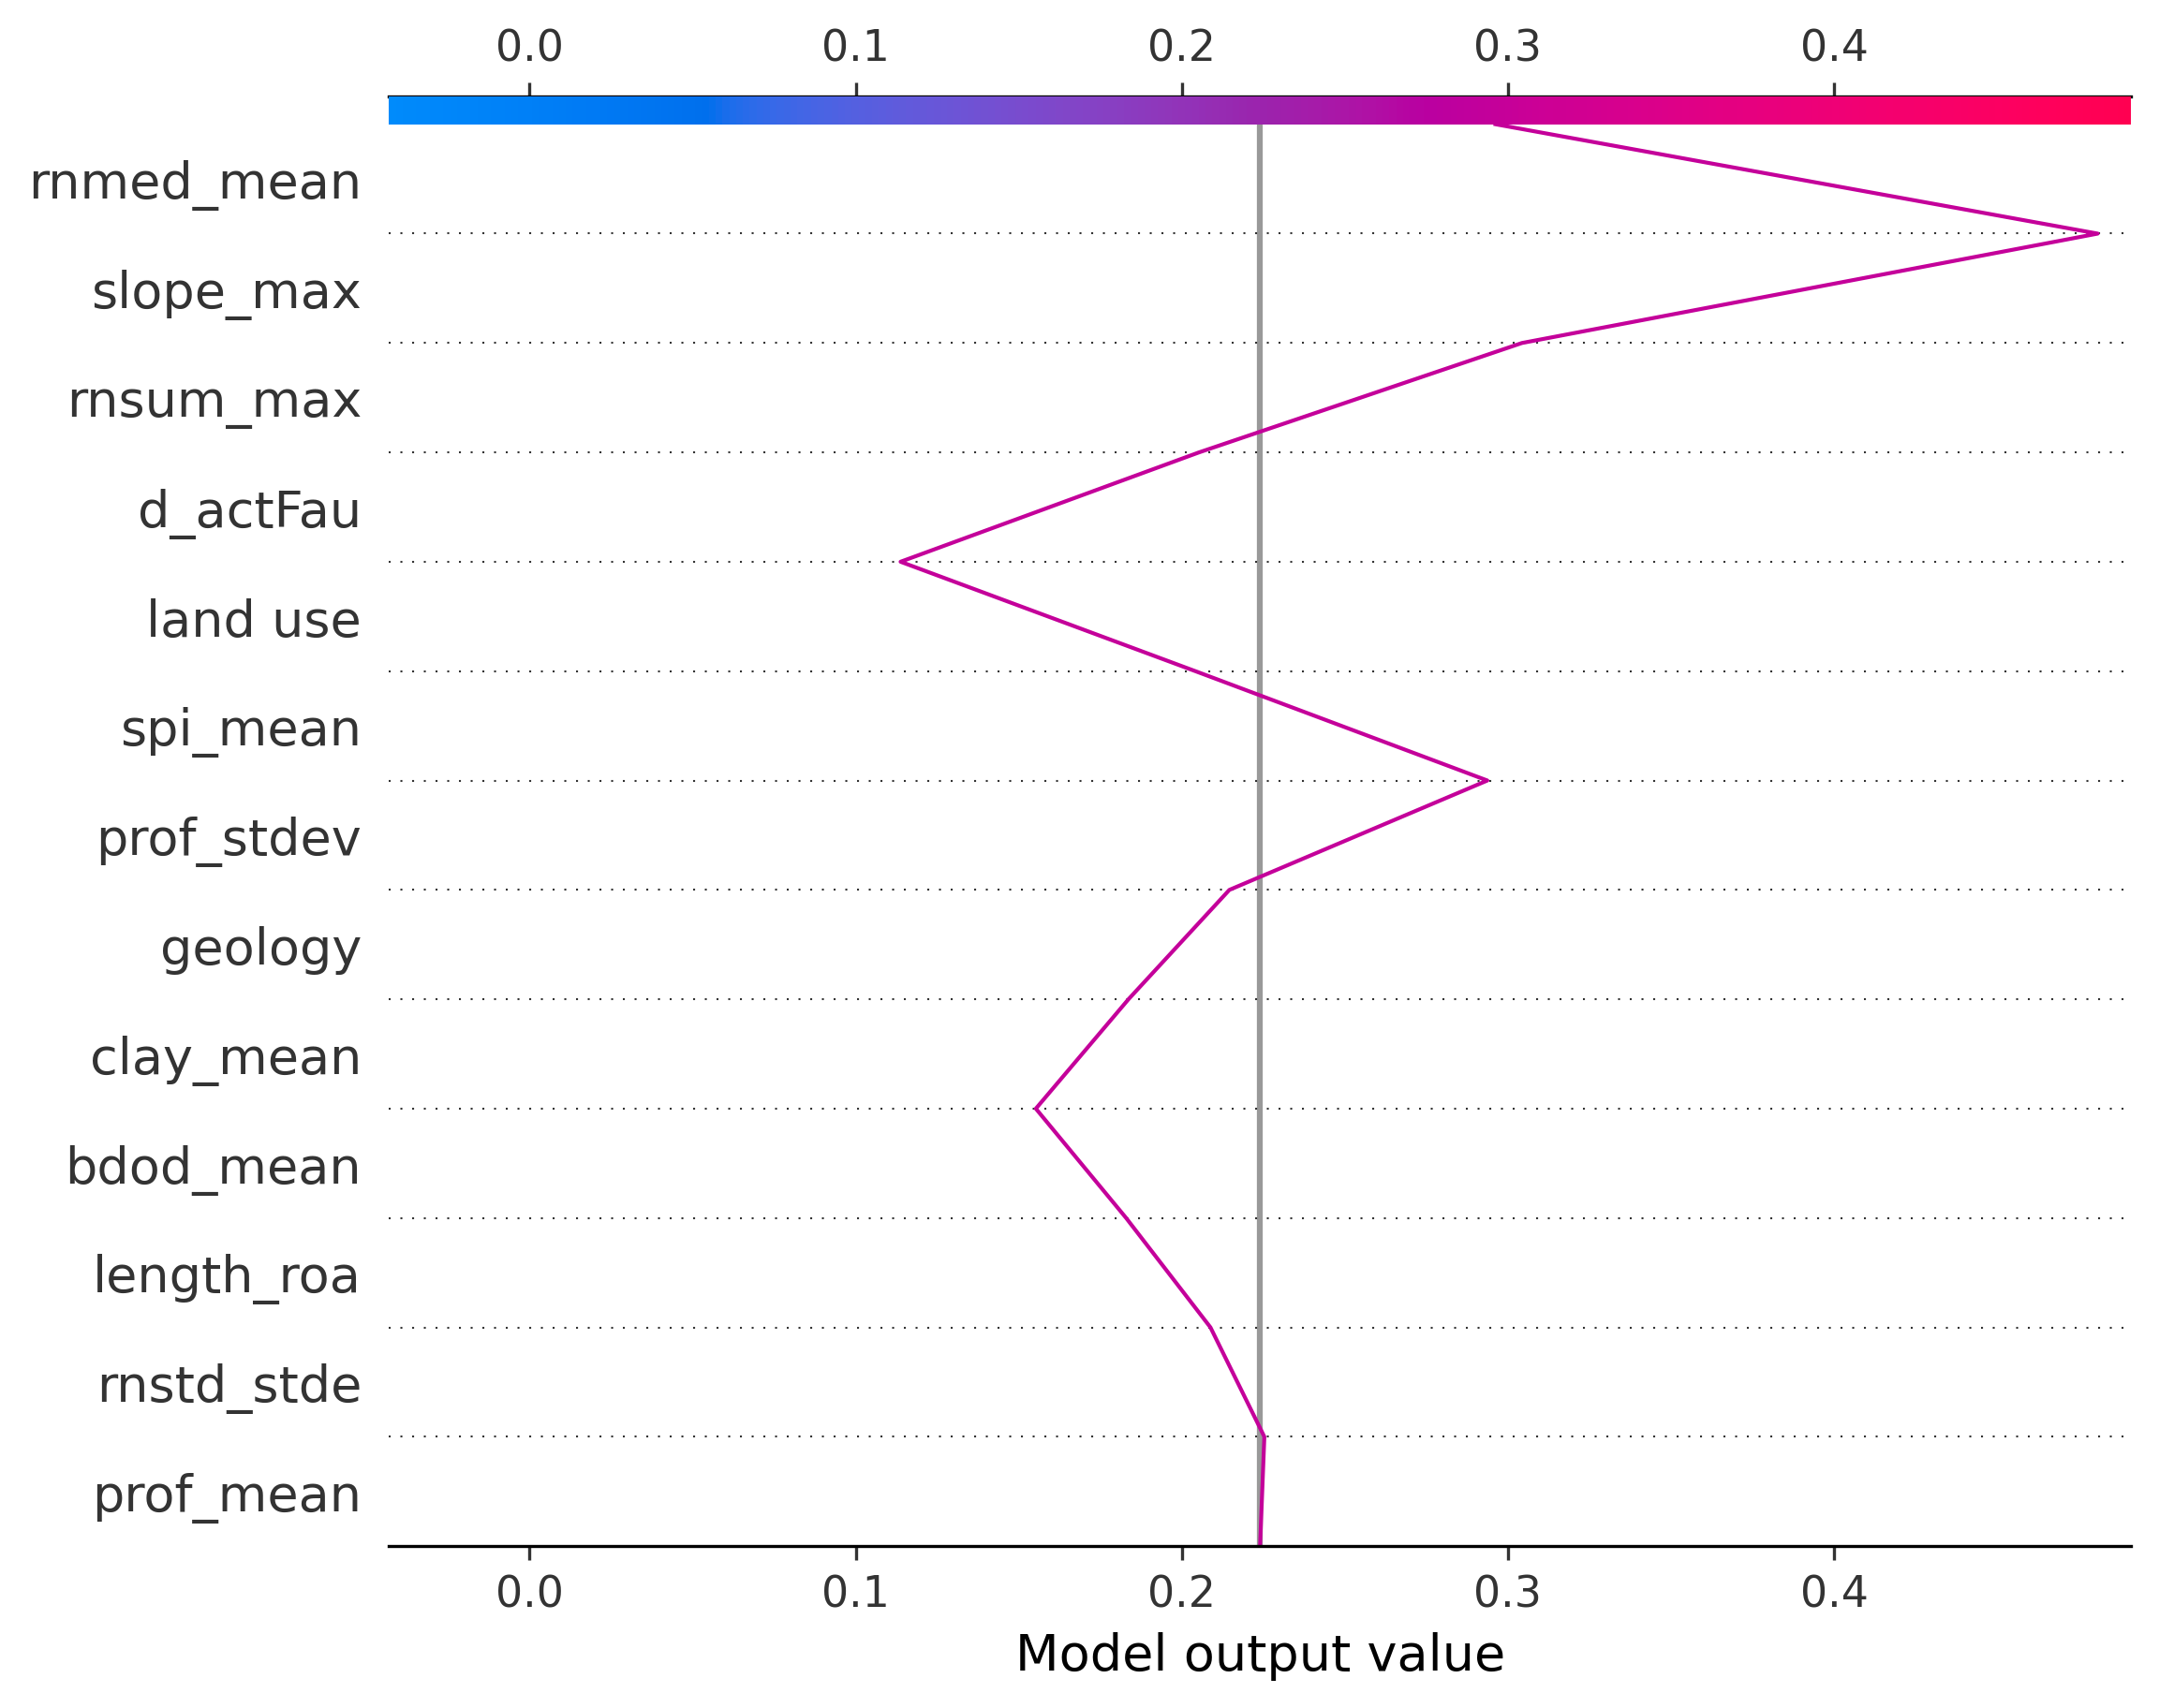 0.0 0.1 0.2 0.3 0.4
rnmed_mean
slope_max
rnsum_max
d_actFau
land use
spi_mean
prof_stdev
geology
clay_mean
bdod_mean
length_roa
rnstd_stde
prof_mean
0.0 0.1 0.2 0.3 0.4
Model output value